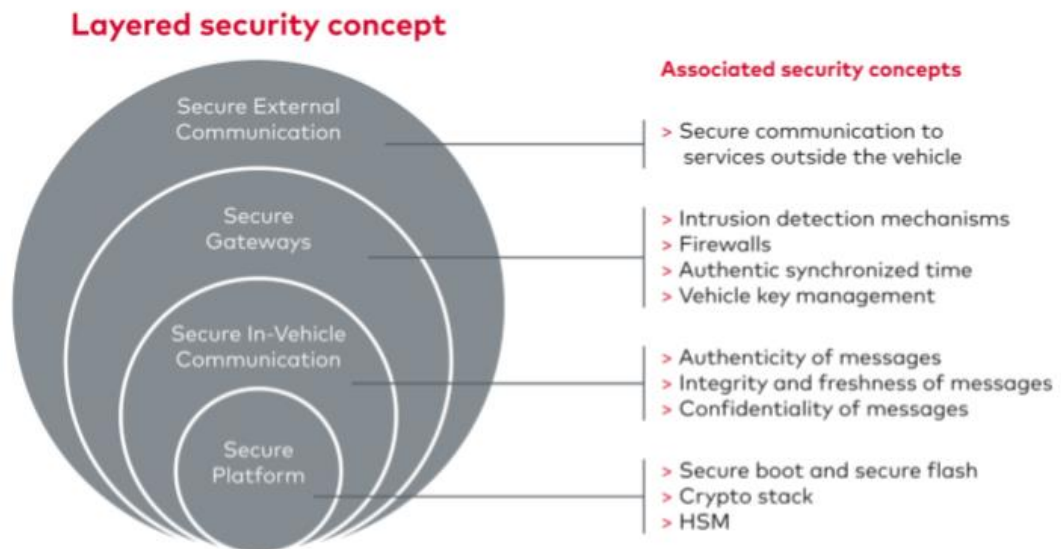 Layered security concept
Secure External
Communication
Secure
Gateways
Secure In-Vehicle
Communication
Secure
Platform
Associated security concepts
> Secure communication to
services outside the vehicle
> Intrusion detection mechanisms
> Firewalls
> Authentic synchronized time
> Vehicle key management
> Authenticity of messages
> Integrity and freshness of messages
> Confidentiality of messages
> Secure boot and secure flash
> Crypto stack
> HSM